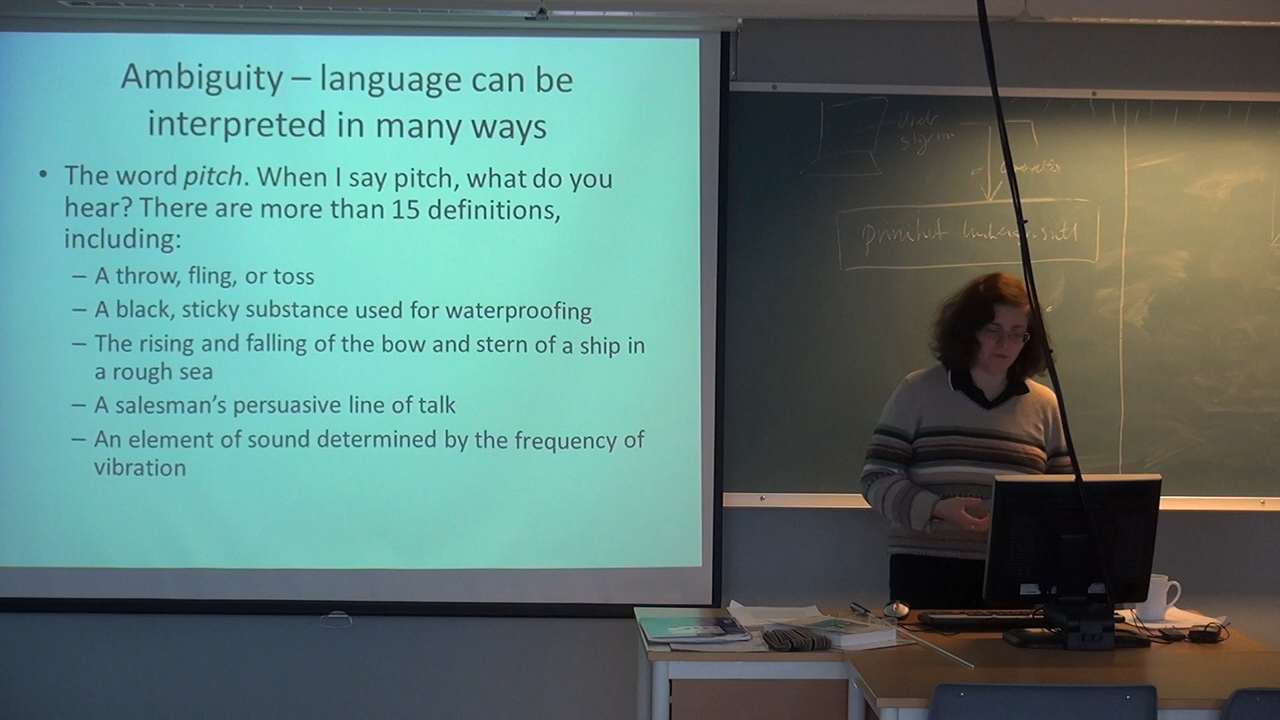 Ambiguity – language can be
interpreted in many ways
• The word pitch. When I say pitch, what do you
hear? There are more than 15 definitions,
including:
– A throw, fling, or toss
– A black, sticky substance used for waterproofing
– The rising and falling of the bow and stern of a ship in
a rough sea
– A salesman's persuasive line of talk
– An element of sound determined by the frequency of
vibration